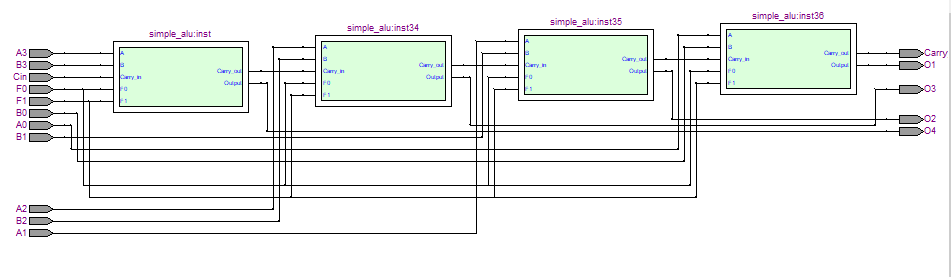 simple_alu:inst
A
B
Carry_in
F0
F1
Carry_out
Output
simple_alu:inst34
A
B
Carry_in
F0
F1
Carry_out
Output
simple_alu:inst35
A
B
Carry_in
F0
F1
Carry_out
Output
simple_alu:inst36
A
B
Carry_in
F0
F1
Carry_out
Output
A3
B3
Cin
F0
F1
B0
A0
B1
A2
B2
A1
Carry
O1
O3
O2
O4